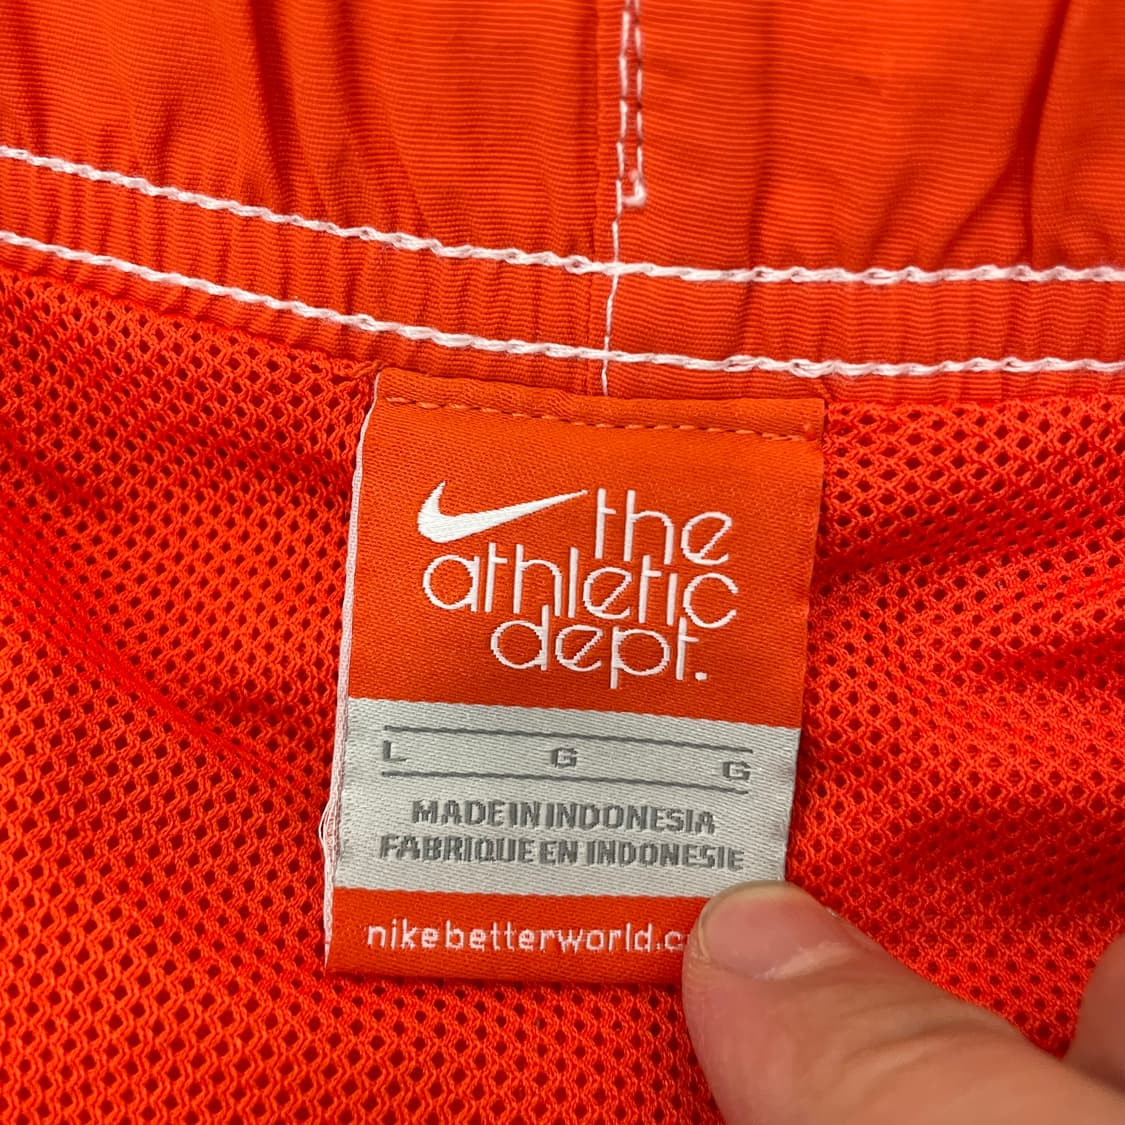 the
athletic
dept.
L G G
MADE IN INDONESIA
FABRIQUE EN INDONESIE
nikebetterworld.c